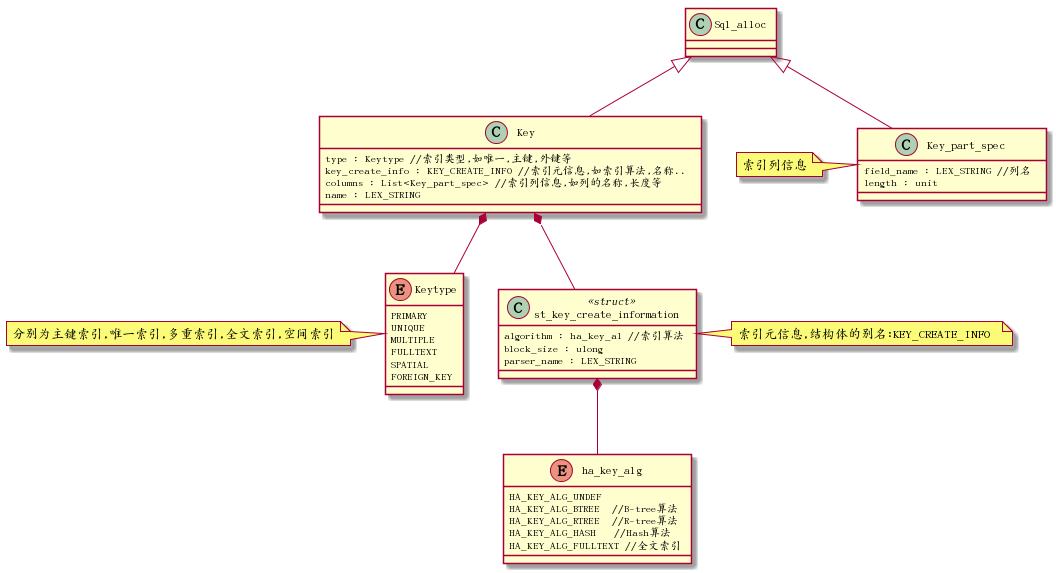 C Sql_alloc
C Key
type : Keytype //索引类型,如唯一,主键,外键等
key_create_info : KEY_CREATE_INFO //索引元信息,如索引算法,名称..
columns : List<Key_part_spec> //索引列信息,如列的名称,长度等
name : LEX_STRING
索引列信息
C Key_part_spec
field_name : LEX_STRING //列名
length : unit
分别为主键索引,唯一索引,多重索引,全文索引,空间索引
E Keytype
PRIMARY
UNIQUE
MULTIPLE
FULLTEXT
SPATIAL
FOREIGN_KEY
C «struct»
st_key_create_information
algorithm : ha_key_al //索引算法
block_size : ulong
parser_name : LEX_STRING
索引元信息,结构体的别名:KEY_CREATE_INFO
E ha_key_alg
HA_KEY_ALG_UNDEF
HA_KEY_ALG_BTREE //B-tree算法
HA_KEY_ALG_RTREE //R-tree算法
HA_KEY_ALG_HASH //Hash算法
HA_KEY_ALG_FULLTEXT //全文索引